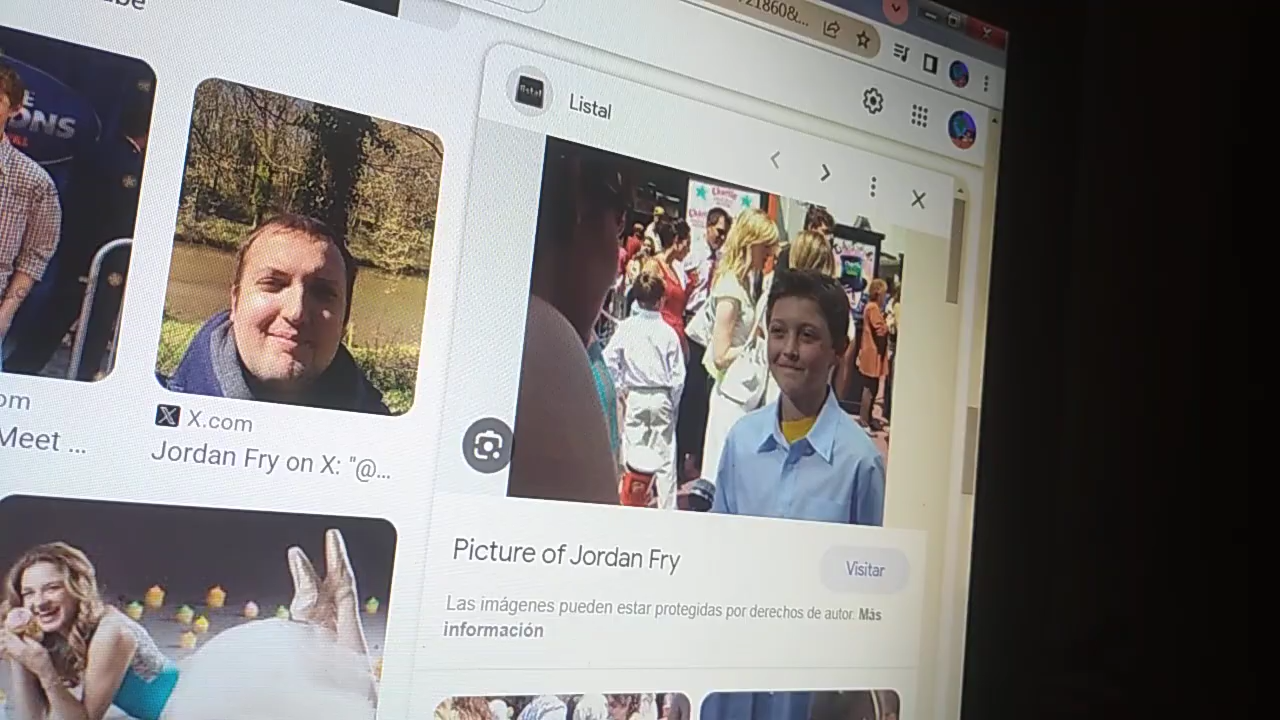 21860&...
Listal
X.com
Meet ...
Jordan Fry on X: "@...
Picture of Jordan Fry
Visitar
Las imágenes pueden estar protegidas por derechos de autor. Más
información